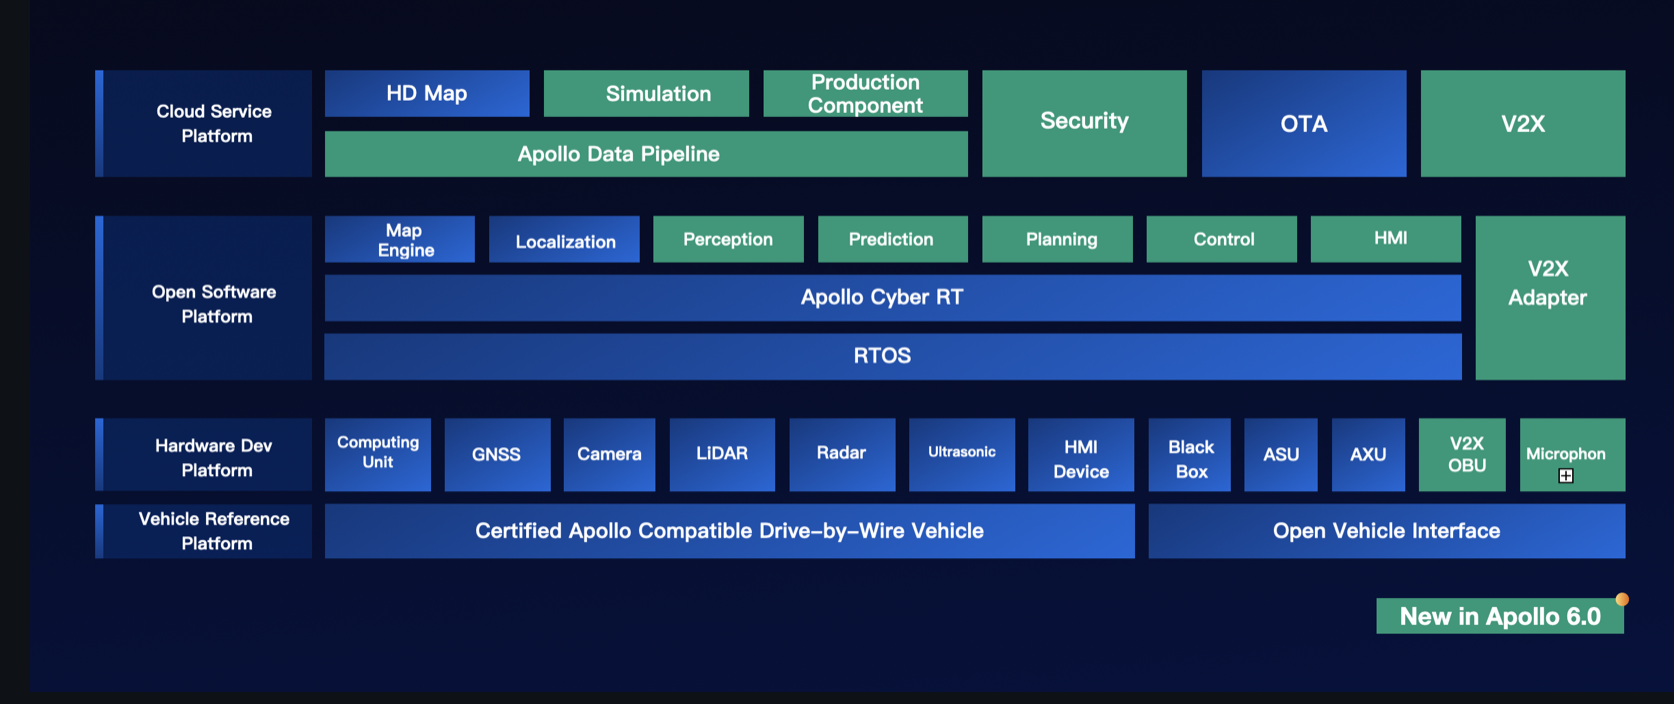 Cloud Service
Platform
HD Map
Simulation
Production
Component
Apollo Data Pipeline
Security
OTA
V2X
Open Software
Platform
Map
Engine
Localization
Perception
Prediction
Planning
Control
HMI
Apollo Cyber RT
RTOS
V2X
Adapter
Hardware Dev
Platform
Computing
Unit
GNSS
Camera
LiDAR
Radar
Ultrasonic
HMI
Device
Black
Box
ASU
AXU
V2X
OBU
Microphon
Vehicle Reference
Platform
Certified Apollo Compatible Drive-by-Wire Vehicle
Open Vehicle Interface
New in Apollo 6.0